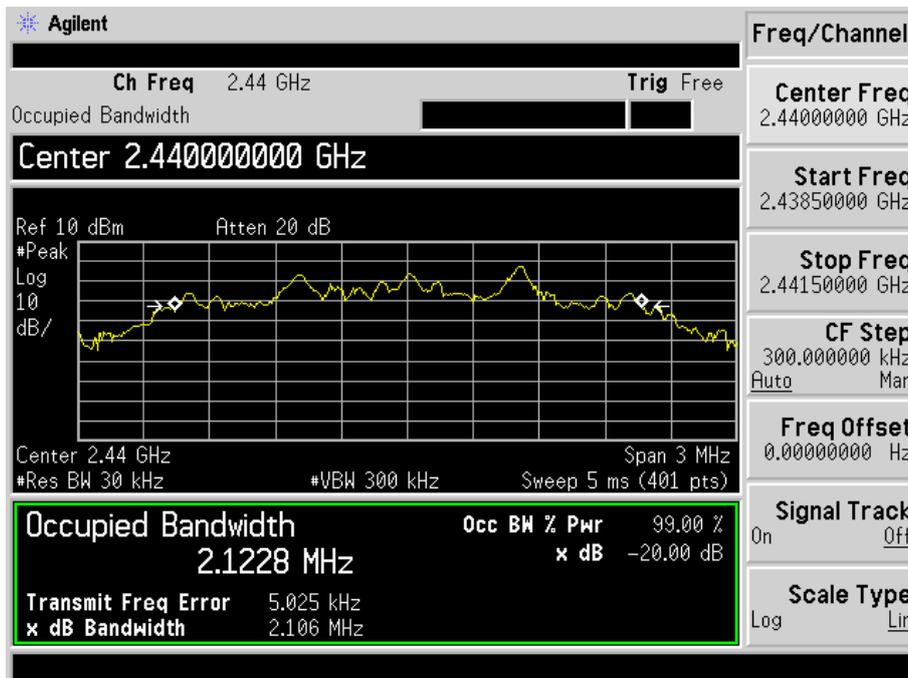 Agilent
Freq/Channel
Ch Freq 2.44 GHz Trig Free
Occupied Bandwidth
Center 2.440000000 GHz
Ref 10 dBm Atten 20 dB
#Peak
Log
10
dB/
Center 2.44 GHz Span 3 MHz
#Res BW 30 kHz #VBW 300 kHz Sweep 5 ms (401 pts)
Occupied Bandwidth
2.1228 MHz
Occ BW % Pwr 99.00 %
x dB -20.00 dB
Transmit Freq Error 5.025 kHz
x dB Bandwidth 2.106 MHz
Center Freq
2.44000000 GHz
Start Freq
2.43850000 GHz
Stop Freq
2.44150000 GHz
CF Step
300.000000 kHz
Auto Man
Freq Offset
0.00000000 Hz
Signal Track
On Off
Scale Type
Log Lin